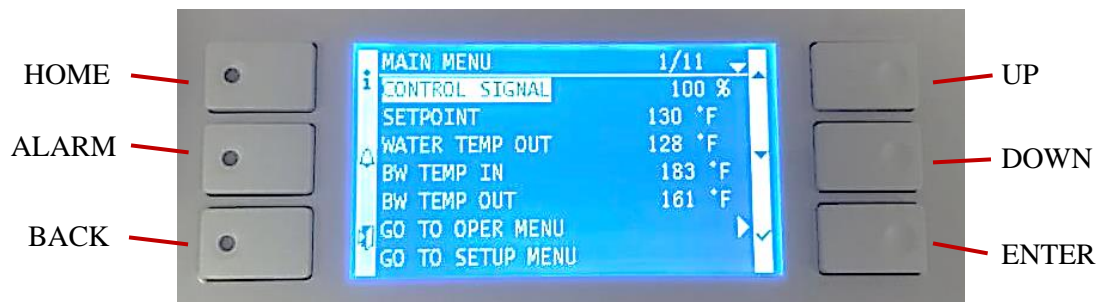 HOME
ALARM
BACK
MAIN MENU 1/11
i CONTROL SIGNAL 100 %
SETPOINT 130 °F
WATER TEMP OUT 128 °F
BW TEMP IN 183 °F
BW TEMP OUT 161 °F
GO TO OPER MENU
GO TO SETUP MENU
UP
DOWN
ENTER